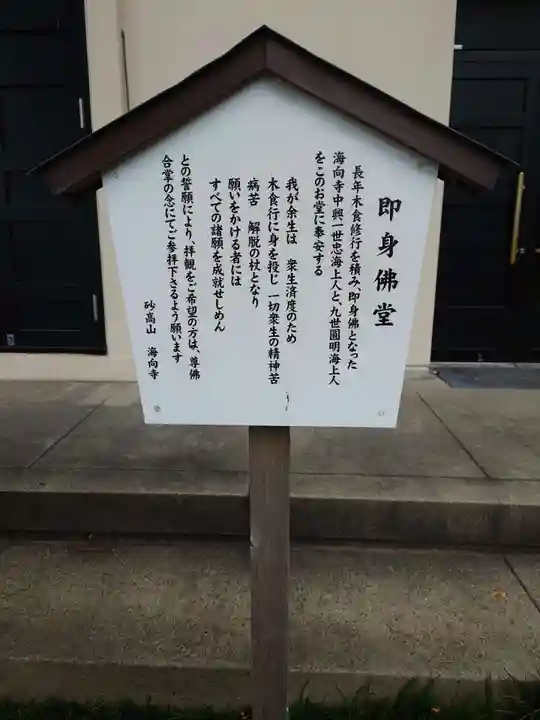 即身佛堂
長年木食修行を積み、即身佛となった
海向寺中興一世忠海上人と、九世圓明海上人
をこのお堂に奉安する
我が余生は 衆生済度のため
木食行に身を投じ 一切衆生の精神苦
病苦 解脱の杖となり
願いをかける者には
すべての諸願を成就せしめん
との誓願により、拝観をご希望の方は、尊佛
合掌の念にてご参拝下さるよう願います
砂高山 海向寺